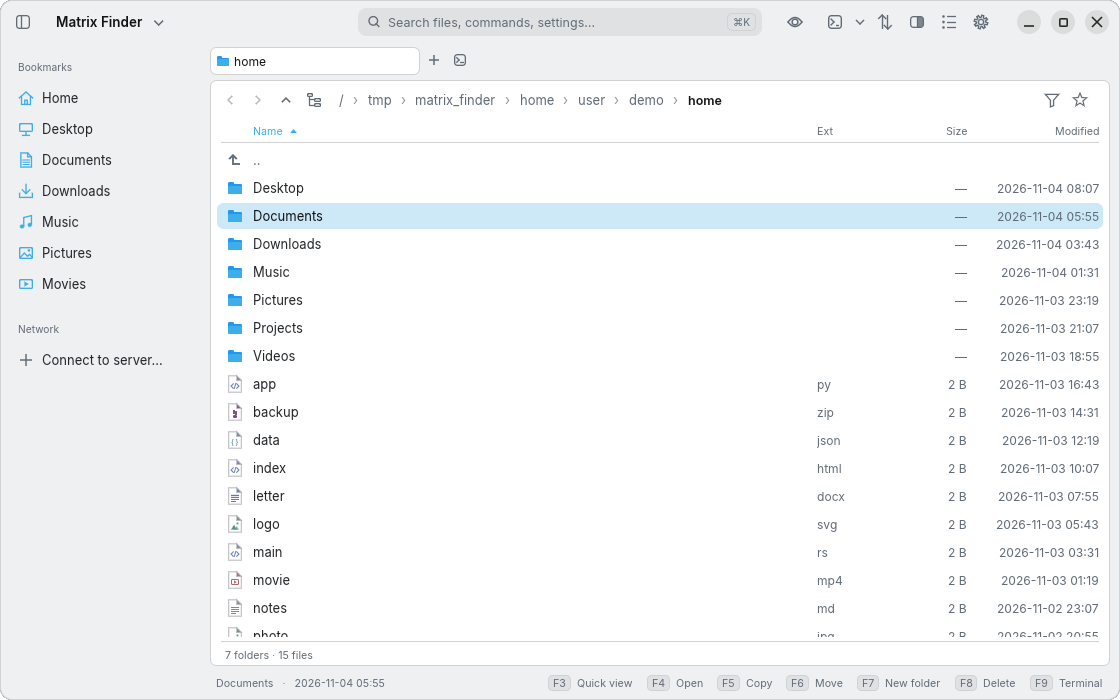 Matrix Finder
Search files, commands, settings... ⌘K
home
Bookmarks
Home
Desktop
Documents
Downloads
Music
Pictures
Movies
Network
Connect to server...
/ › tmp › matrix_finder › home › user › demo › home
Name Ext Size Modified
..
Desktop — 2026-11-04 08:07
Documents — 2026-11-04 05:55
Downloads — 2026-11-04 03:43
Music — 2026-11-04 01:31
Pictures — 2026-11-03 23:19
Projects — 2026-11-03 21:07
Videos — 2026-11-03 18:55
app py 2 B 2026-11-03 16:43
backup zip 2 B 2026-11-03 14:31
data json 2 B 2026-11-03 12:19
index html 2 B 2026-11-03 10:07
letter docx 2 B 2026-11-03 07:55
logo svg 2 B 2026-11-03 05:43
main rs 2 B 2026-11-03 03:31
movie mp4 2 B 2026-11-03 01:19
notes md 2 B 2026-11-02 23:07
photo jpg 2 B 2026-11-02 20:55
7 folders · 15 files
Documents · 2026-11-04 05:55
F3 Quick view F4 Open F5 Copy F6 Move F7 New folder F8 Delete F9 Terminal